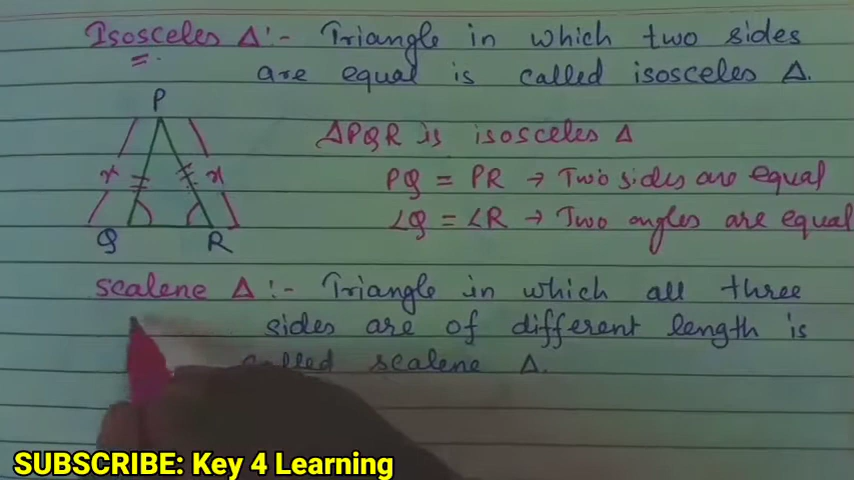 Isosceles Δ :- Triangle in which two sides
are equal is called isosceles Δ.
P
ΔPQR is isosceles Δ
x x
PQ = PR → Two sides are equal
∠Q = ∠R → Two angles are equal
Q R
Scalene Δ :- Triangle in which all three
sides are of different length is
called scalene Δ.
SUBSCRIBE: Key 4 Learning